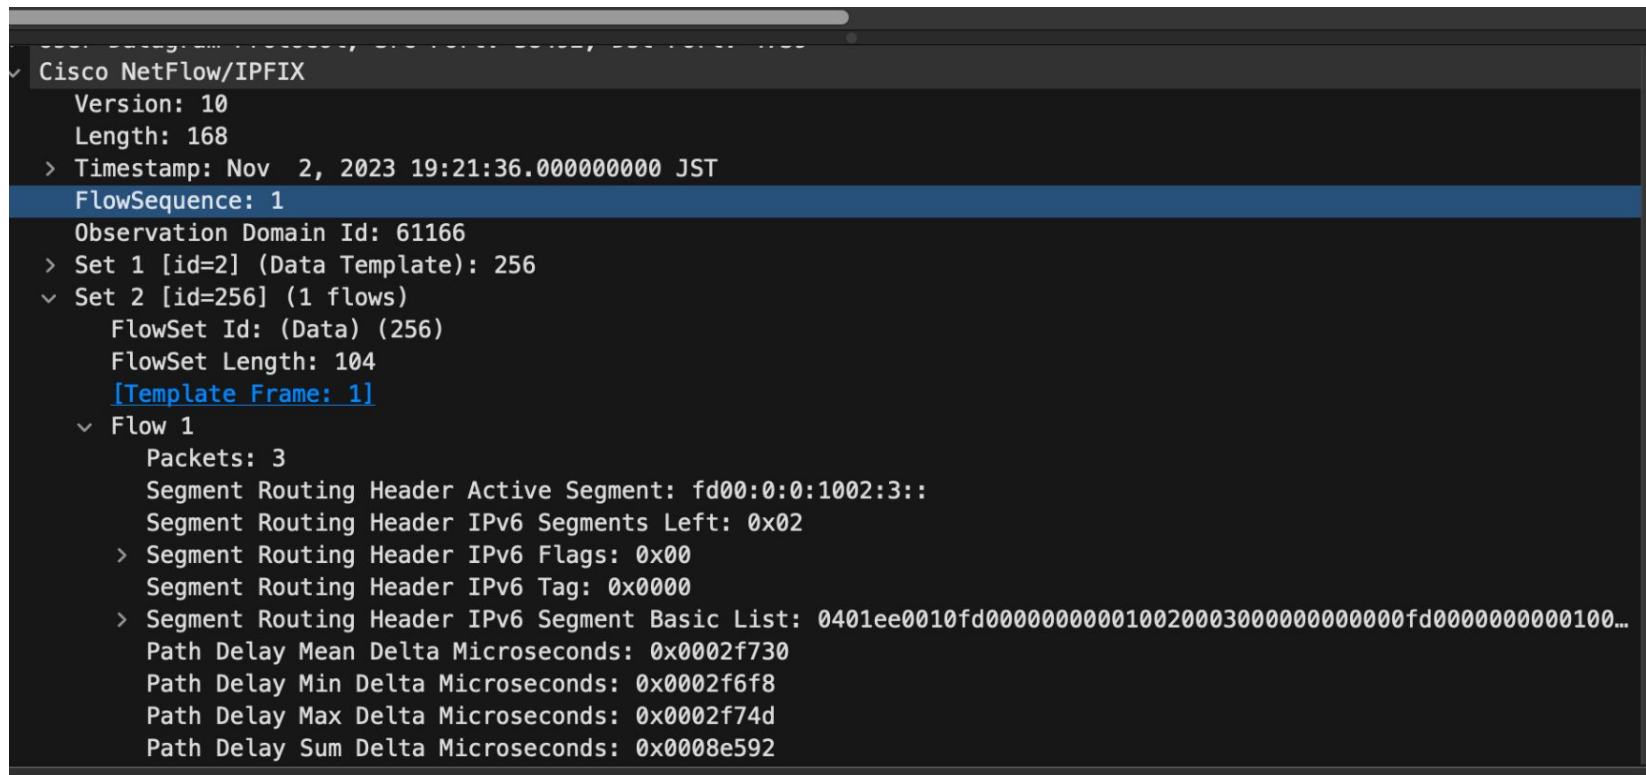 Cisco NetFlow/IPFIX
Version: 10
Length: 168
Timestamp: Nov  2, 2023 19:21:36.000000000 JST
FlowSequence: 1
Observation Domain Id: 61166
Set 1 [id=2] (Data Template): 256
Set 2 [id=256] (1 flows)
FlowSet Id: (Data) (256)
FlowSet Length: 104
[Template Frame: 1]
Flow 1
Packets: 3
Segment Routing Header Active Segment: fd00:0:0:1002:3::
Segment Routing Header IPv6 Segments Left: 0x02
Segment Routing Header IPv6 Flags: 0x00
Segment Routing Header IPv6 Tag: 0x0000
Segment Routing Header IPv6 Segment Basic List: 0401ee0010fd000000000010020003000000000000fd0000000000100…
Path Delay Mean Delta Microseconds: 0x0002f730
Path Delay Min Delta Microseconds: 0x0002f6f8
Path Delay Max Delta Microseconds: 0x0002f74d
Path Delay Sum Delta Microseconds: 0x0008e592